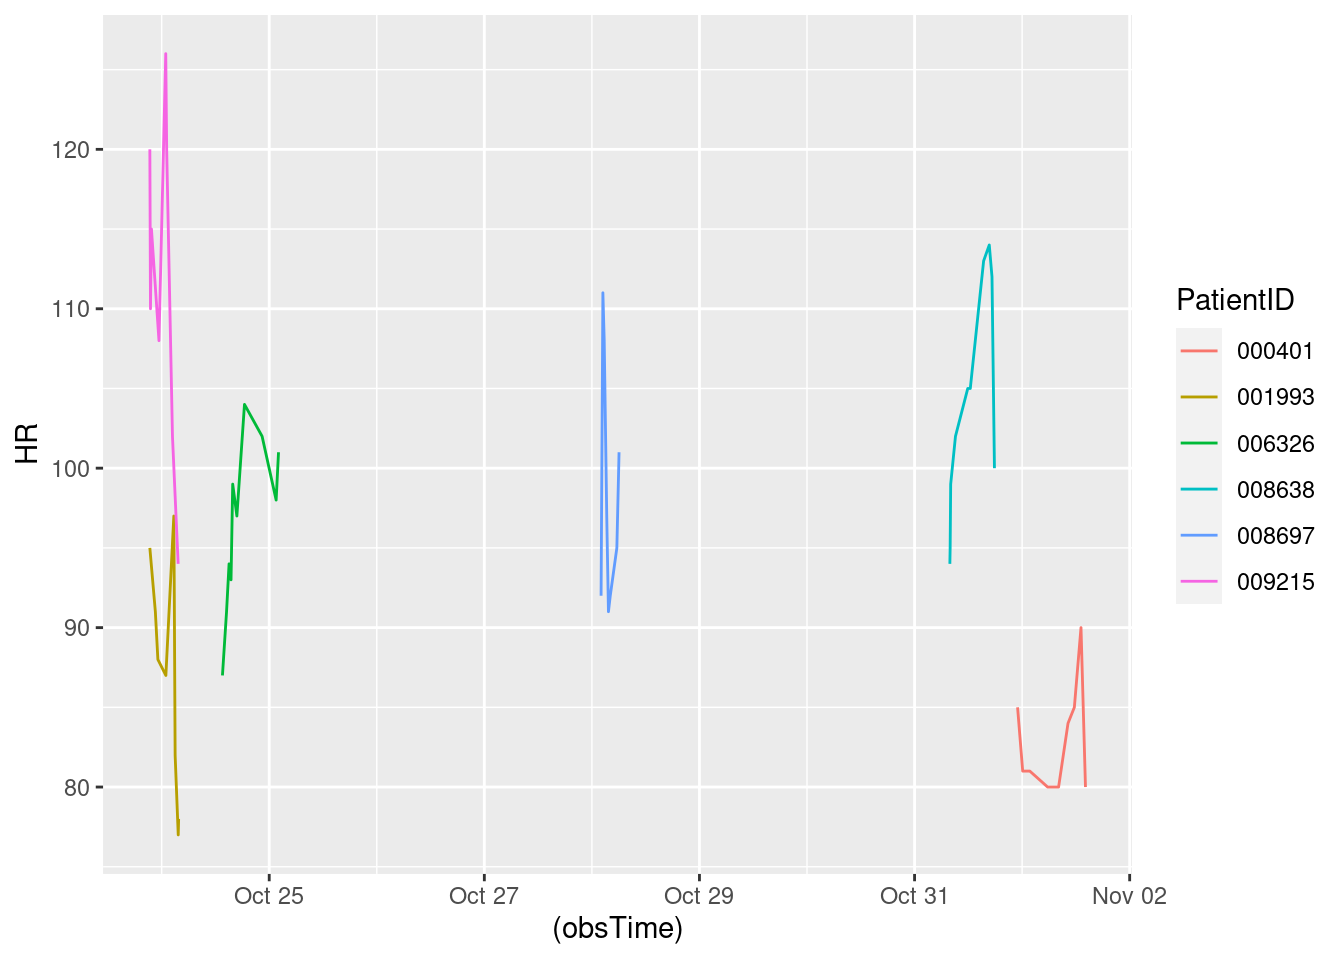 120
110
100
90
80
HR
Oct 25
Oct 27
Oct 29
Oct 31
Nov 02
(obsTime)
PatientID
000401
001993
006326
008638
008697
009215